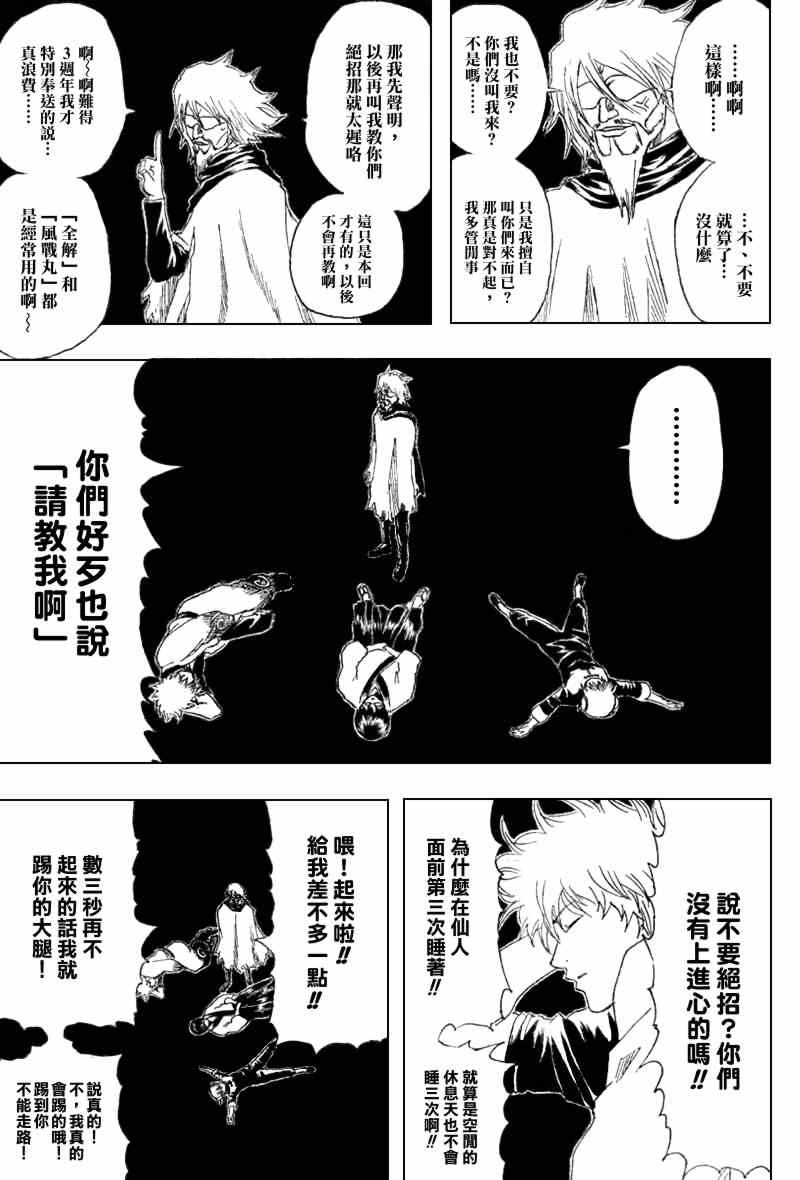 ………啊啊
這樣啊……
…不、不要
就算了…
沒什麼
我也不要？
你們沒叫我來？
不是嗎……
只是我擅自
叫你們來而已？
那真是對不起，
我多管閒事
那我先聲明，
以後再叫我教你們
絕招那就太遲咯
這只是本回
才有的，以後
不會再教啊
啊～啊難得
3週年我才
特別奉送的說…
真浪費……
「全解」和
「風戰丸」都
是經常用的啊～
…………
你們好歹也說
「請教我啊」
說不要絕招？你們
沒有上進心的嗎!!
為什麼在仙人
面前第三次睡著!!
就算是空閒的
休息天也不會
睡三次啊!!
喂！起來啦!!
給我差不多一點!!
數三秒再不
起來的話我就
踢你的大腿！
說真的！
不，我真的
會踢的哦！
踢到你
不能走路！